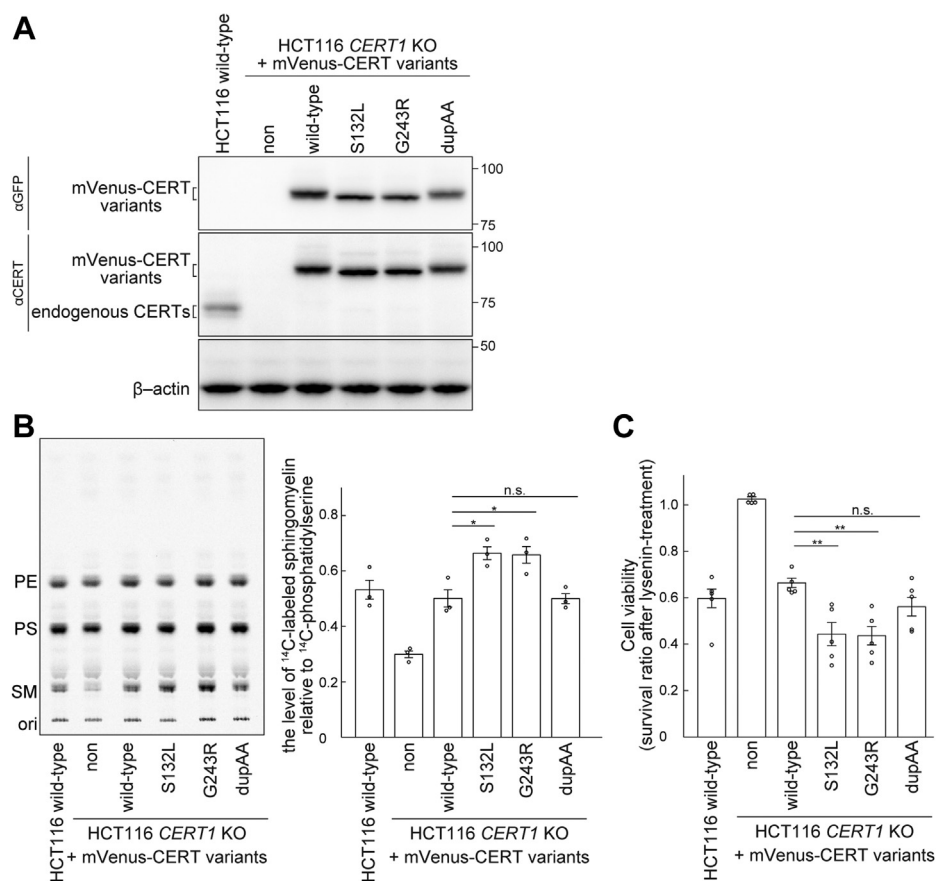 A
HCT116 CERT1 KO
+ mVenus-CERT variants
HCT116 wild-type
non
wild-type
S132L
G243R
dupAA
αGFP
mVenus-CERT
variants
100
75
αCERT
mVenus-CERT
variants
endogenous CERTs
100
75
50
β–actin
B
PE
PS
SM
ori
HCT116 wild-type
non
wild-type
S132L
G243R
dupAA
HCT116 CERT1 KO
+ mVenus-CERT variants
the level of ¹⁴C-labeled sphingomyelin
relative to ¹⁴C-phosphatidylserine
0.8
0.6
0.4
0.2
0
n.s.
*
*
HCT116 wild-type
non
wild-type
S132L
G243R
dupAA
HCT116 CERT1 KO
+ mVenus-CERT variants
C
Cell viability
(survival ratio after lysenin-treatment)
1.0
0.8
0.6
0.4
0.2
0
n.s.
**
**
HCT116 wild-type
non
wild-type
S132L
G243R
dupAA
HCT116 CERT1 KO
+ mVenus-CERT variants